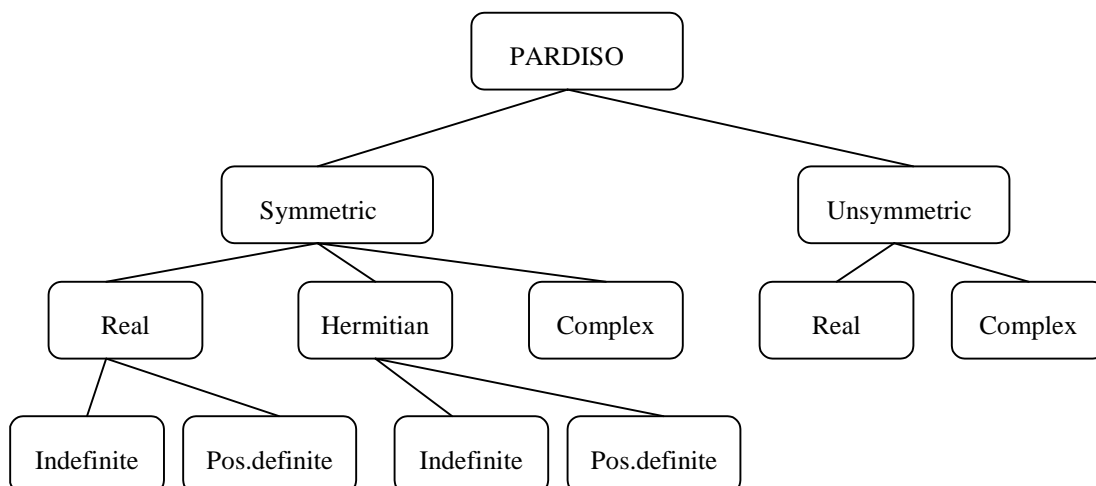 PARDISO
Symmetric
Unsymmetric
Real
Hermitian
Complex
Real
Complex
Indefinite
Pos.definite
Indefinite
Pos.definite